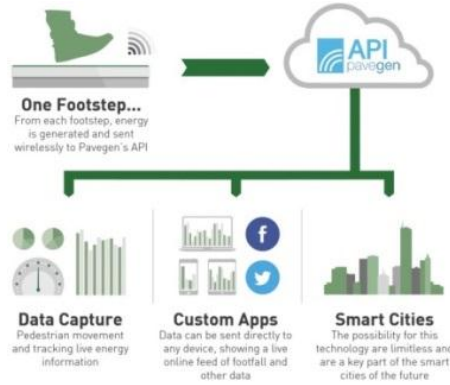 API
pavegen
One Footstep...
From each footstep, energy
is generated and sent
wirelessly to Pavegen's API
Data Capture
Pedestrian movement
and tracking live energy
information
Custom Apps
Data can be sent directly to
any device, showing a live
online feed of footfall and
other data
Smart Cities
The possibility for this
technology are limitless and
are a key part of the smart
cities of the future